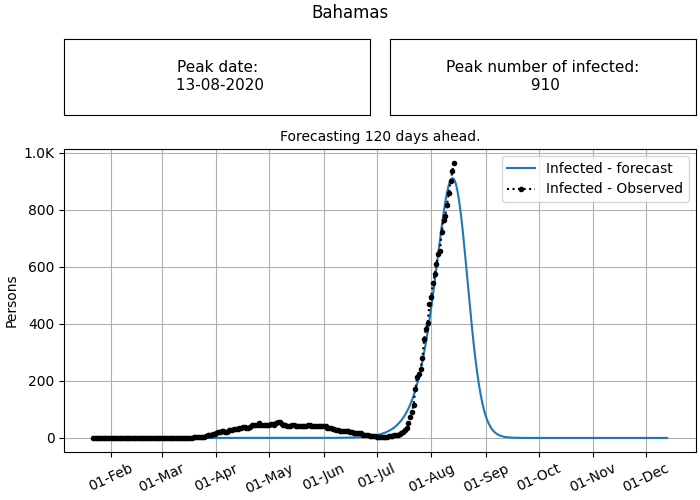 Bahamas
Peak date:
13-08-2020
Peak number of infected:
910
Forecasting 120 days ahead.
Infected - forecast
Infected - Observed
Persons
1.0K
800
600
400
200
0
01-Feb
01-Mar
01-Apr
01-May
01-Jun
01-Jul
01-Aug
01-Sep
01-Oct
01-Nov
01-Dec